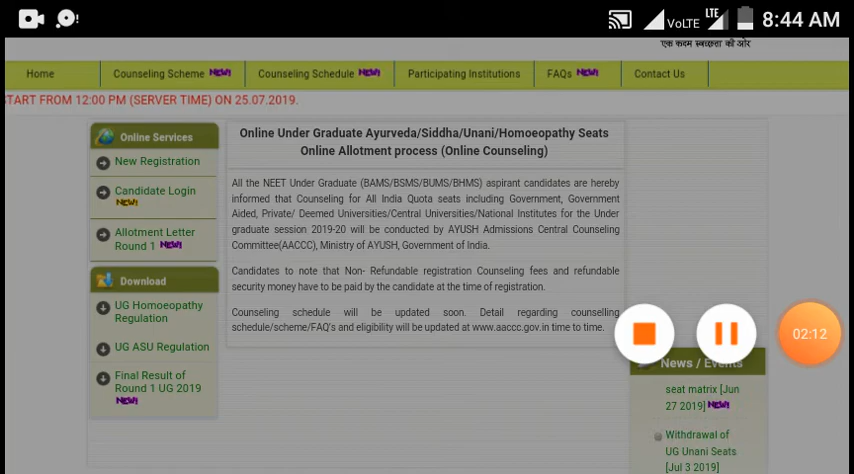 VoLTE LTE 8:44 AM
एक कदम स्वच्छता की ओर
Home Counseling Scheme NEW! Counseling Schedule NEW! Participating Institutions FAQs NEW! Contact Us
START FROM 12:00 PM (SERVER TIME) ON 25.07.2019.
Online Services
New Registration
Candidate Login
NEW!
Allotment Letter
Round 1 NEW!
Download
UG Homoeopathy
Regulation
UG ASU Regulation
Final Result of
Round 1 UG 2019
NEW!
Online Under Graduate Ayurveda/Siddha/Unani/Homoeopathy Seats
Online Allotment process (Online Counseling)
All the NEET Under Graduate (BAMS/BSMS/BUMS/BHMS) aspirant candidates are hereby
informed that Counseling for All India Quota seats including Government, Government
Aided, Private/ Deemed Universities/Central Universities/National Institutes for the Under
graduate session 2019-20 will be conducted by AYUSH Admissions Central Counseling
Committee(AACCC), Ministry of AYUSH, Government of India.
Candidates to note that Non- Refundable registration Counseling fees and refundable
security money have to be paid by the candidate at the time of registration.
Counseling schedule will be updated soon. Detail regarding counselling
schedule/scheme/FAQ's and eligibility will be updated at www.aaccc.gov.in time to time.
02:12
News / Events
seat matrix [Jun
27 2019] NEW!
Withdrawal of
UG Unani Seats
[Jul 3 2019]